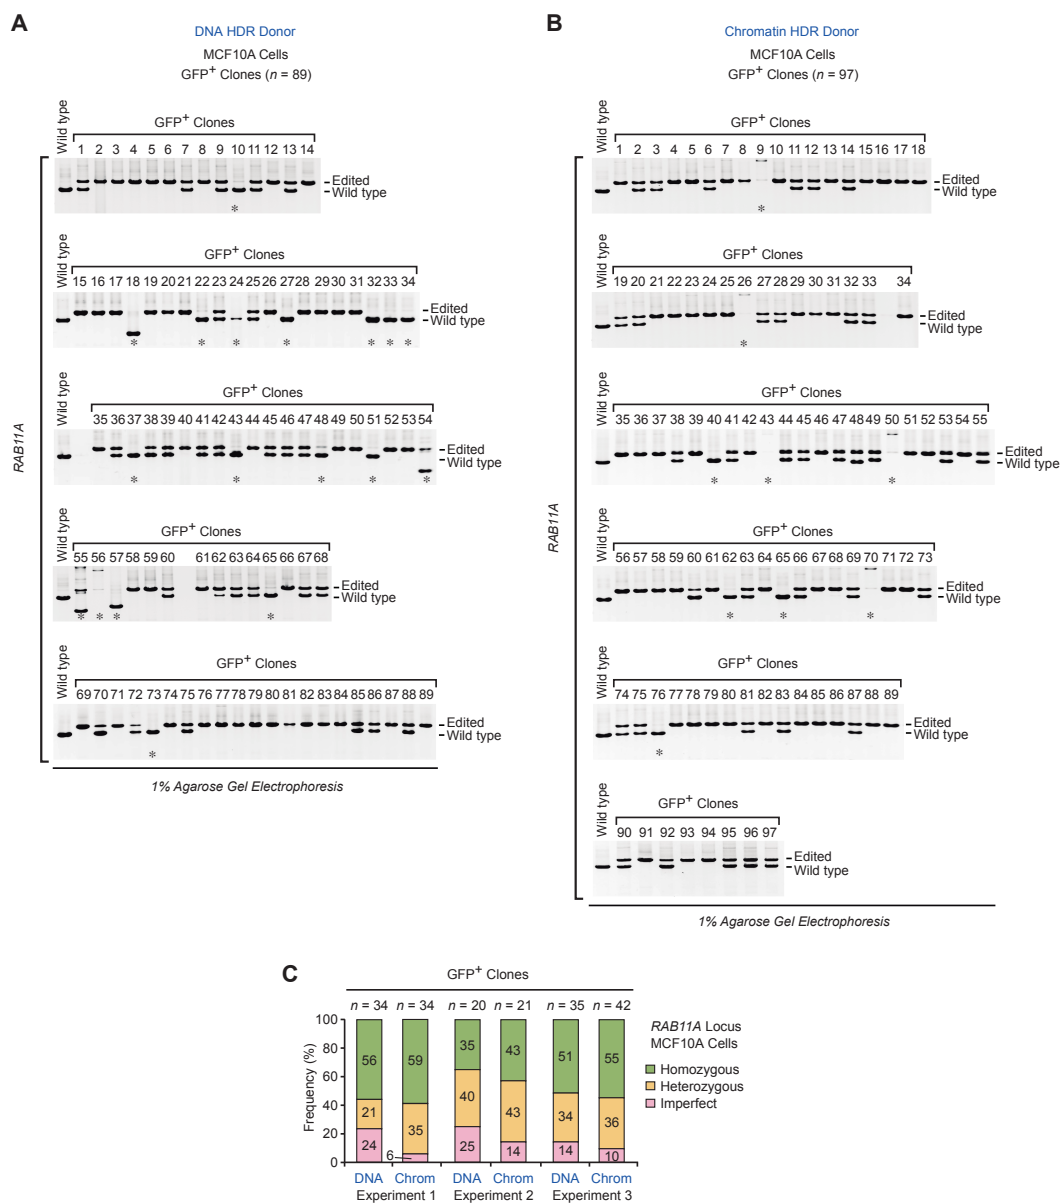 A
DNA HDR Donor
MCF10A Cells
GFP+ Clones (n = 89)
Wild type
GFP+ Clones
1 2 3 4 5 6 7 8 9 10 11 12 13 14
Edited
Wild type
*
Wild type
GFP+ Clones
15 16 17 18 19 20 21 22 23 24 25 26 27 28 29 30 31 32 33 34
Edited
Wild type
* * * * * * *
Wild type
GFP+ Clones
35 36 37 38 39 40 41 42 43 44 45 46 47 48 49 50 51 52 53 54
Edited
Wild type
* * * * *
Wild type
GFP+ Clones
55 56 57 58 59 60 61 62 63 64 65 66 67 68
Edited
Wild type
* * * *
Wild type
GFP+ Clones
69 70 71 72 73 74 75 76 77 78 79 80 81 82 83 84 85 86 87 88 89
Edited
Wild type
*
RAB11A
1% Agarose Gel Electrophoresis
B
Chromatin HDR Donor
MCF10A Cells
GFP+ Clones (n = 97)
Wild type
GFP+ Clones
1 2 3 4 5 6 7 8 9 10 11 12 13 14 15 16 17 18
Edited
Wild type
*
Wild type
GFP+ Clones
19 20 21 22 23 24 25 26 27 28 29 30 31 32 33 34
Edited
Wild type
*
Wild type
GFP+ Clones
35 36 37 38 39 40 41 42 43 44 45 46 47 48 49 50 51 52 53 54 55
Edited
Wild type
* * *
Wild type
GFP+ Clones
56 57 58 59 60 61 62 63 64 65 66 67 68 69 70 71 72 73
Edited
Wild type
* * *
Wild type
GFP+ Clones
74 75 76 77 78 79 80 81 82 83 84 85 86 87 88 89
Edited
Wild type
*
Wild type
GFP+ Clones
90 91 92 93 94 95 96 97
Edited
Wild type
RAB11A
1% Agarose Gel Electrophoresis
C
GFP+ Clones
n = 34 n = 34 n = 20 n = 21 n = 35 n = 42
Frequency (%)
100
80
60
40
20
0
56 59 35 43 51 55
21 35 40 43 34 36
24 6 25 14 14 10
DNA Chrom DNA Chrom DNA Chrom
Experiment 1 Experiment 2 Experiment 3
RAB11A Locus
MCF10A Cells
Homozygous
Heterozygous
Imperfect